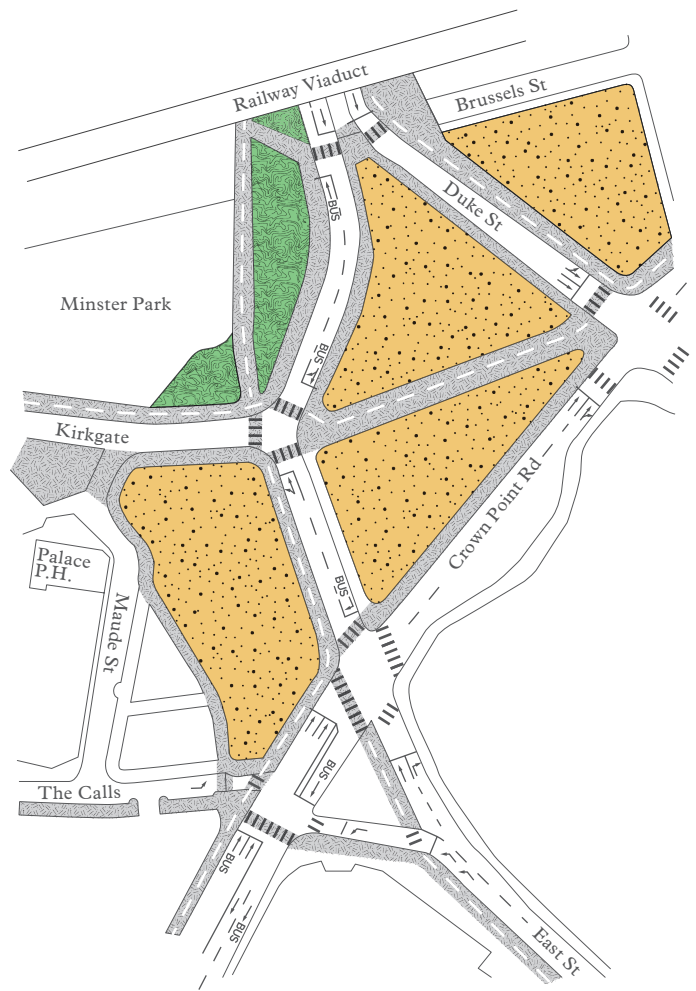 Railway Viaduct
Brussels St
BUS
Duke St
Minster Park
BUS
Kirkgate
Crown Point Rd
Palace
P.H.
BUS
Maude St
BUS
The Calls
BUS
BUS
East St